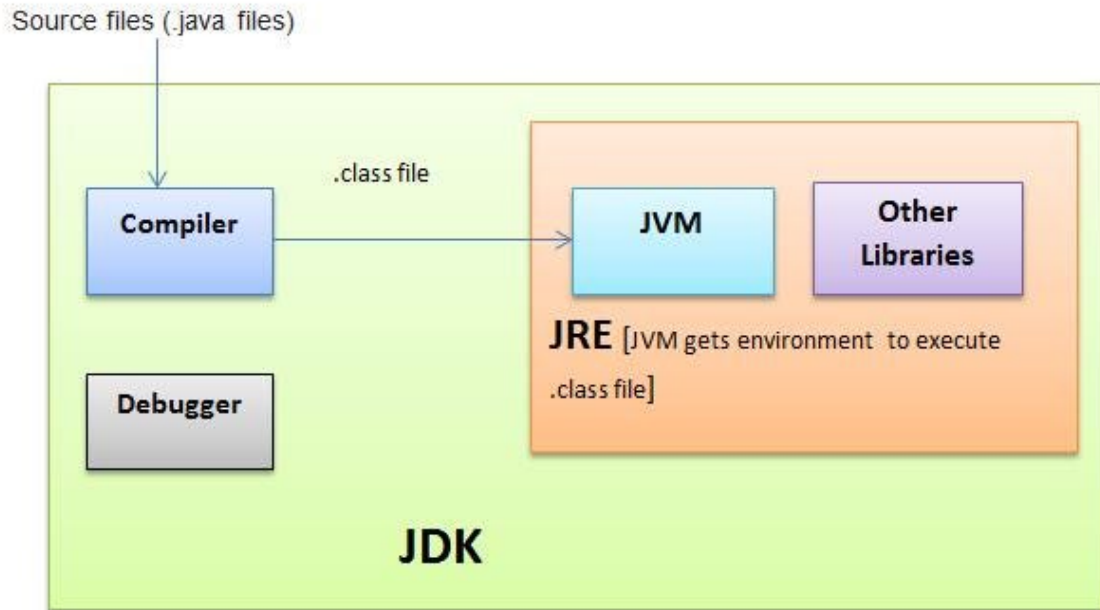 Source files (.java files)
.class file
Compiler
JVM
Other
Libraries
JRE [JVM gets environment to execute
.class file]
Debugger
JDK